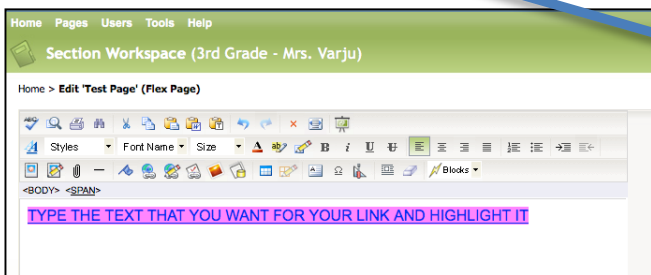 Home Pages Users Tools Help
Section Workspace (3rd Grade - Mrs. Varju)
Home > Edit 'Test Page' (Flex Page)
Styles Font Name Size B i U
Blocks
<BODY> <SPAN>
TYPE THE TEXT THAT YOU WANT FOR YOUR LINK AND HIGHLIGHT IT